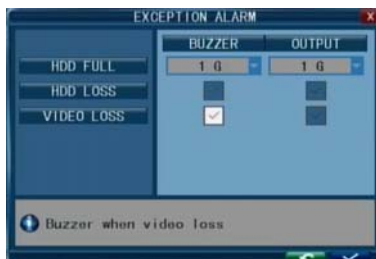 EXCEPTION ALARM
BUZZER OUTPUT
HDD FULL 1 G 1 G
HDD LOSS
VIDEO LOSS
Buzzer when video loss